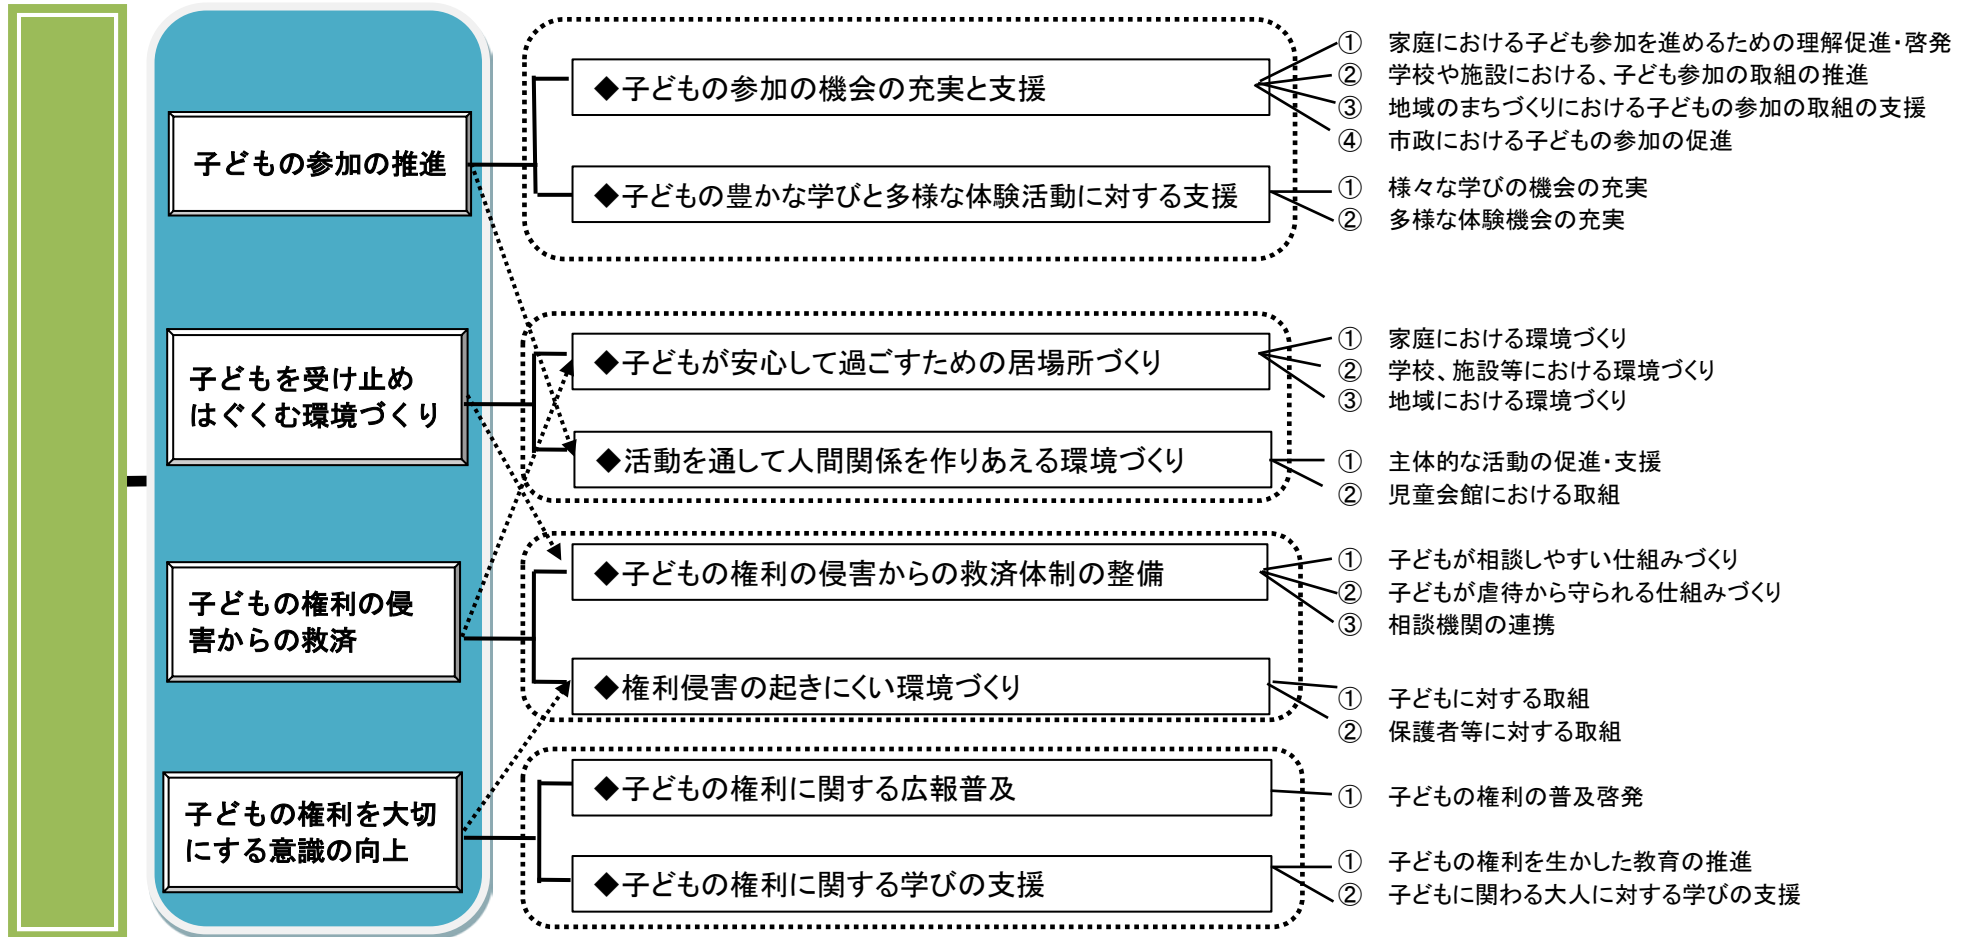 子どもの参加の推進
◆子どもの参加の機会の充実と支援
① 家庭における子ども参加を進めるための理解促進・啓発
② 学校や施設における、子ども参加の取組の推進
③ 地域のまちづくりにおける子どもの参加の取組の支援
④ 市政における子どもの参加の促進
◆子どもの豊かな学びと多様な体験活動に対する支援
① 様々な学びの機会の充実
② 多様な体験機会の充実
子どもを受け止め
はぐくむ環境づくり
◆子どもが安心して過ごすための居場所づくり
① 家庭における環境づくり
② 学校、施設等における環境づくり
③ 地域における環境づくり
◆活動を通して人間関係を作りあえる環境づくり
① 主体的な活動の促進・支援
② 児童会館における取組
子どもの権利の侵
害からの救済
◆子どもの権利の侵害からの救済体制の整備
① 子どもが相談しやすい仕組みづくり
② 子どもが虐待から守られる仕組みづくり
③ 相談機関の連携
◆権利侵害の起きにくい環境づくり
① 子どもに対する取組
② 保護者等に対する取組
子どもの権利を大切
にする意識の向上
◆子どもの権利に関する広報普及
① 子どもの権利の普及啓発
◆子どもの権利に関する学びの支援
① 子どもの権利を生かした教育の推進
② 子どもに関わる大人に対する学びの支援